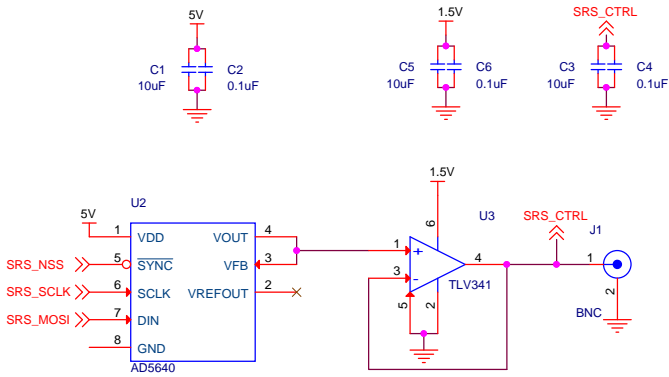 5V
C1
10uF
C2
0.1uF
1.5V
C5
10uF
C6
0.1uF
SRS_CTRL
C3
10uF
C4
0.1uF
U2
5V
1
VDD
VOUT
4
SRS_NSS
5
SYNC
VFB
3
SRS_SCLK
6
SCLK
VREFOUT
2
SRS_MOSI
7
DIN
8
GND
AD5640
1.5V
U3
6
1
+
3
-
4
TLV341
5
2
SRS_CTRL
J1
1
2
BNC